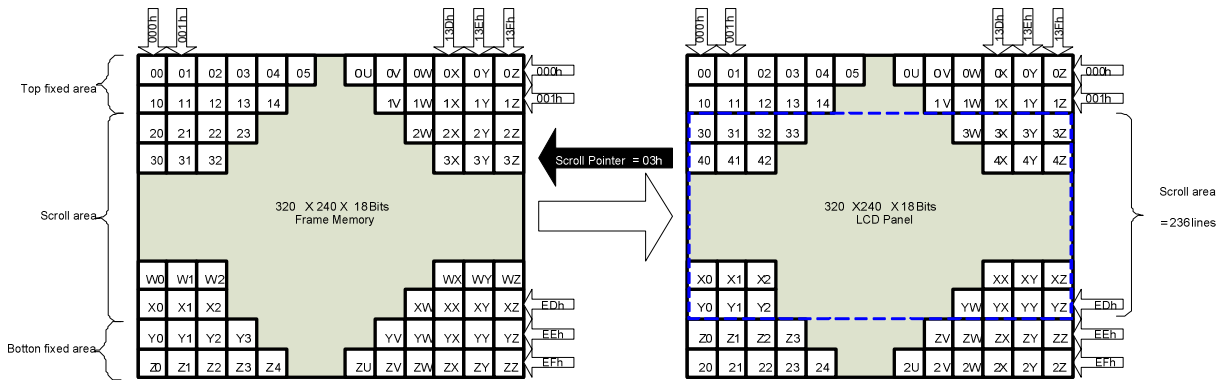 000h 001h 13Dh 13Eh 13Fh 000h 001h 13Dh 13Eh 13Fh
00 01 02 03 04 05 0U 0V 0W 0X 0Y 0Z 000h 00 01 02 03 04 05 0U 0V 0W 0X 0Y 0Z 000h
Top fixed area
10 11 12 13 14 1V 1W 1X 1Y 1Z 001h 10 11 12 13 14 1V 1W 1X 1Y 1Z 001h
20 21 22 23 2W 2X 2Y 2Z 30 31 32 33 3W 3X 3Y 3Z
30 31 32 3X 3Y 3Z Scroll Pointer = 03h 40 41 42 4X 4Y 4Z
Scroll area
320 X 240 X 18 Bits
Frame Memory
320 X240 X 18 Bits
LCD Panel
Scroll area
= 236 lines
W0 W1 W2 WX WY WZ X0 X1 X2 XX XY XZ
X0 X1 X2 XW XX XY XZ EDh Y0 Y1 Y2 YW YX YY YZ EDh
Y0 Y1 Y2 Y3 YV YW YX YY YZ EEh Z0 Z1 Z2 Z3 ZV ZW ZX ZY ZZ EEh
Botton fixed area
Z0 Z1 Z2 Z3 Z4 ZU ZV ZW ZX ZY ZZ EFh 20 21 22 23 24 2U 2V 2W 2X 2Y 2Z EFh